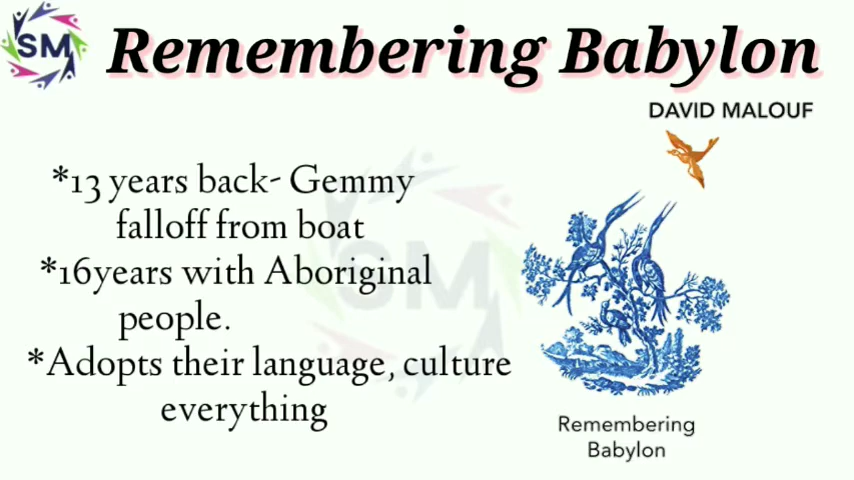 SM
Remembering Babylon
DAVID MALOUF
*13 years back- Gemmy
falloff from boat
*16years with Aboriginal
people.
*Adopts their language, culture
everything
SM
Remembering
Babylon